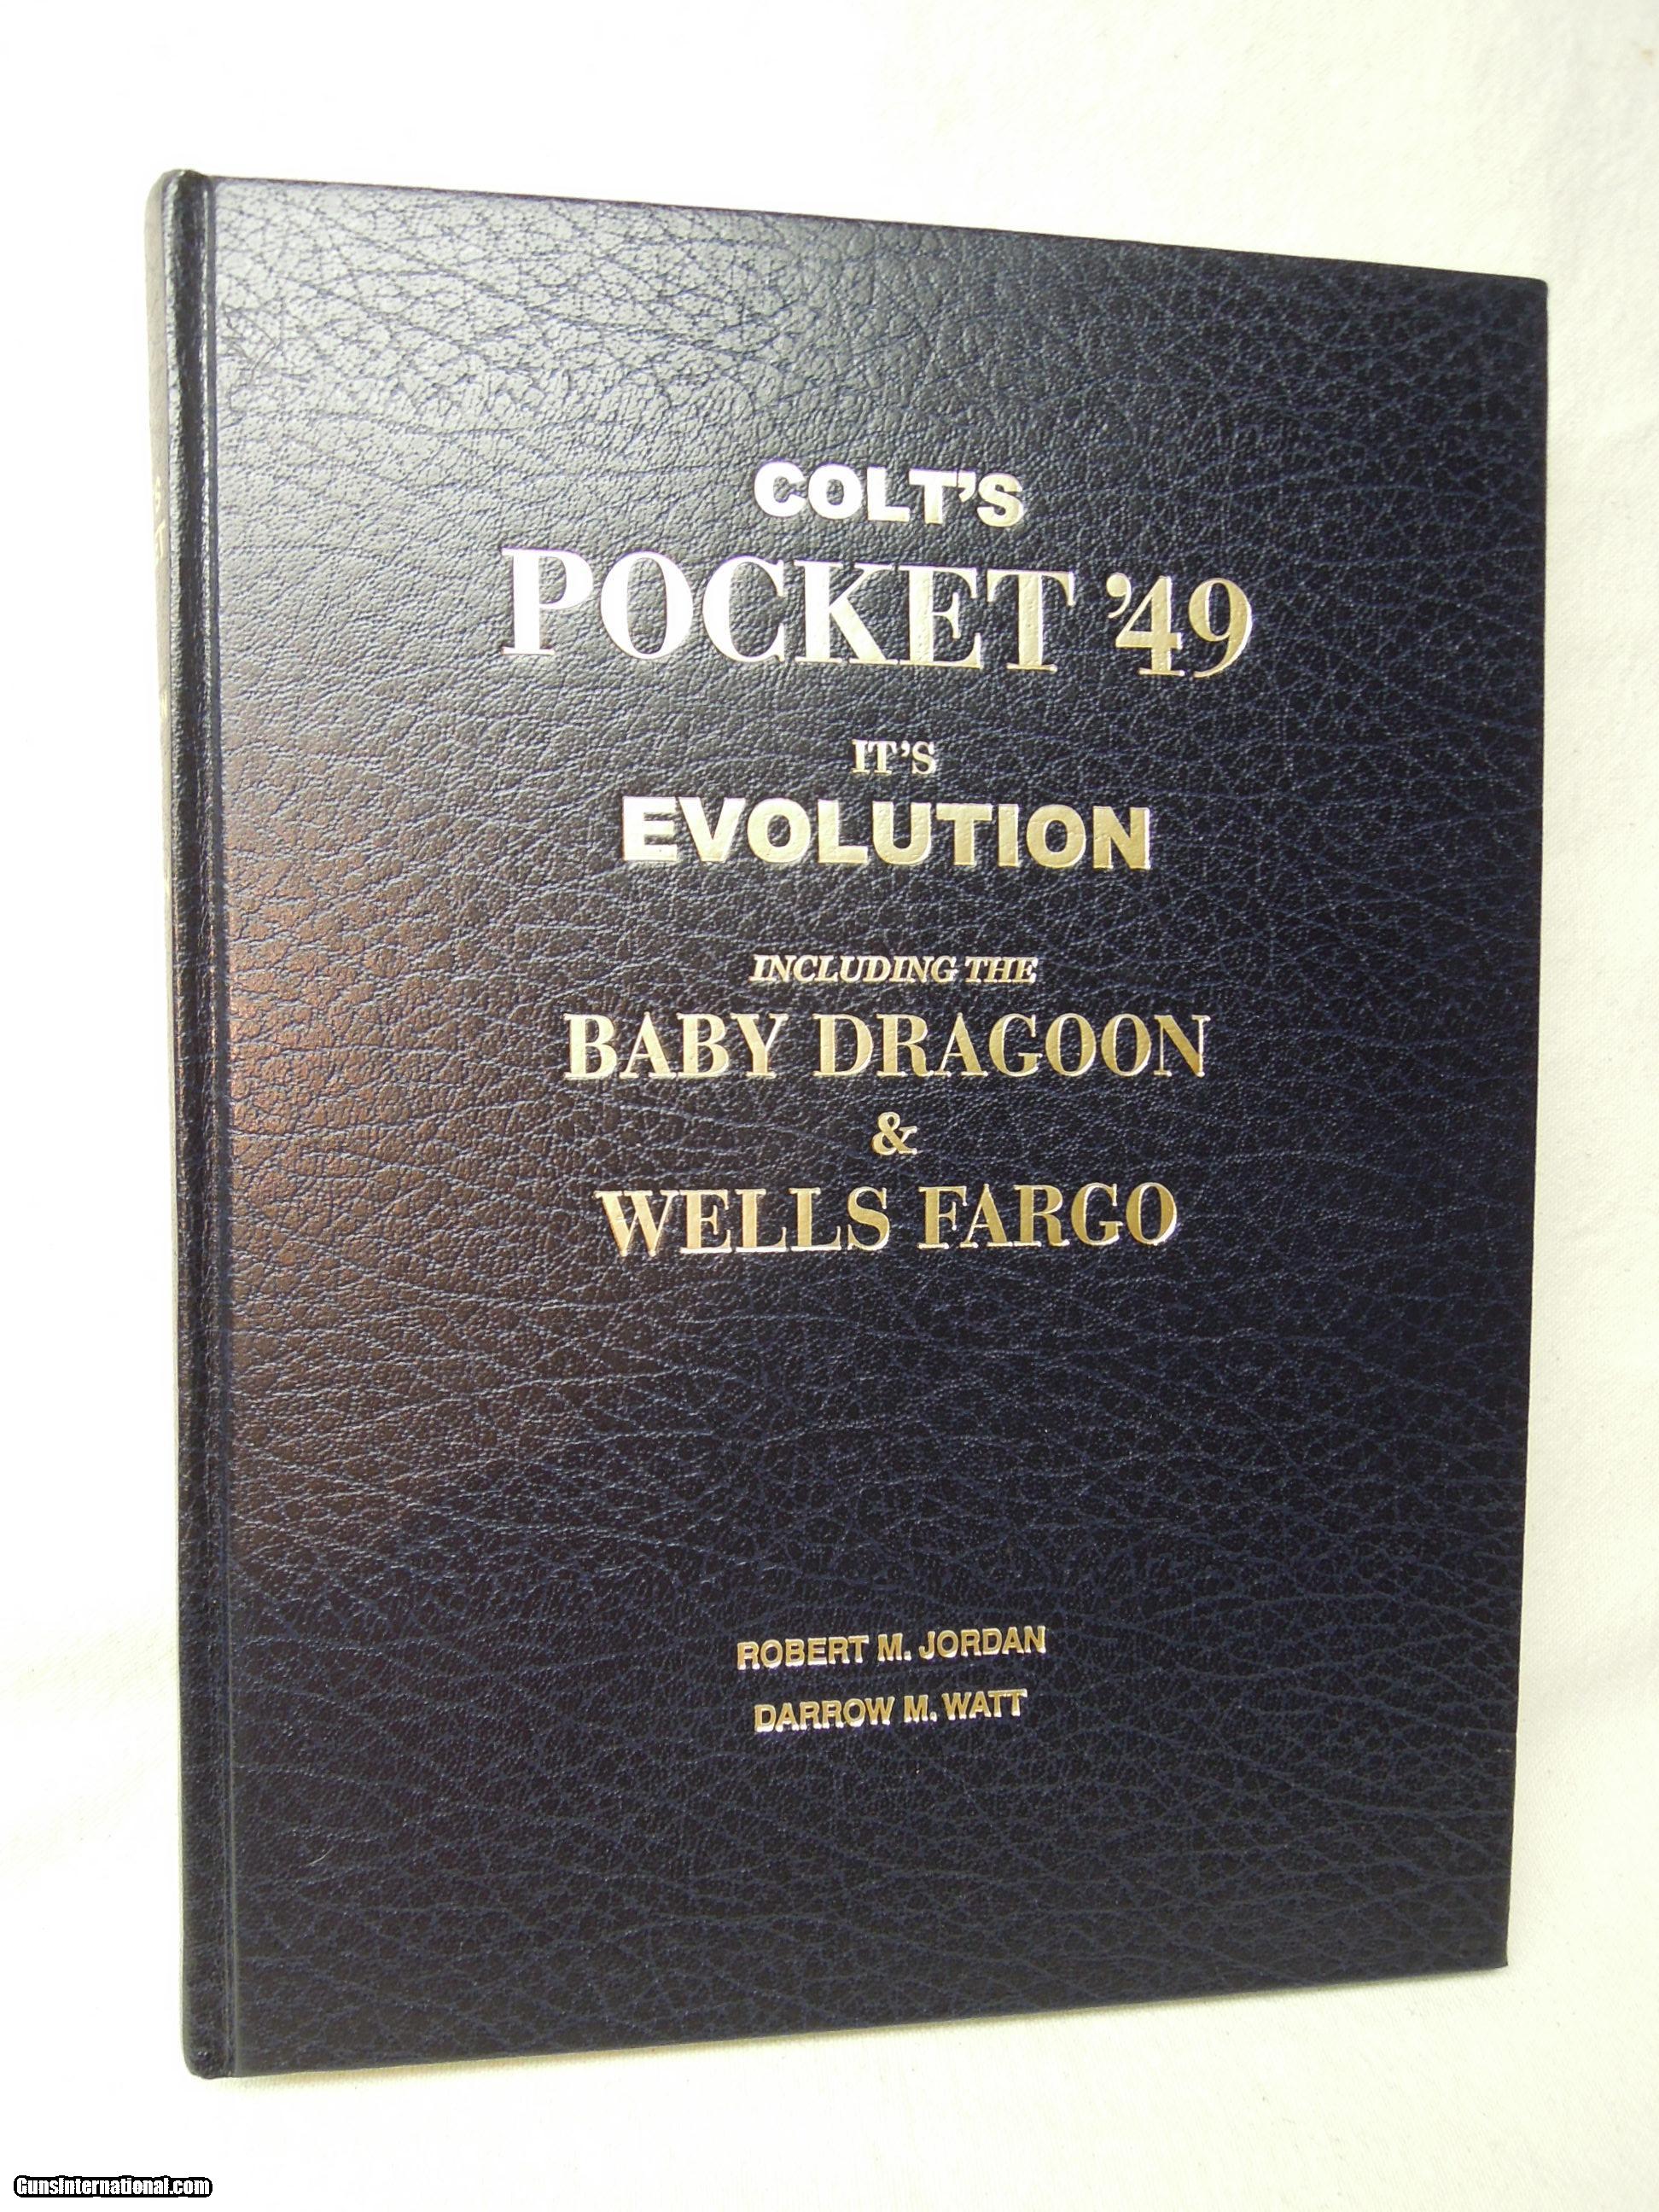 COLT'S
POCKET '49
IT'S
EVOLUTION
INCLUDING THE
BABY DRAGOON
&
WELLS FARGO
ROBERT M. JORDAN
DARROW M. WATT
GunsInternational.com